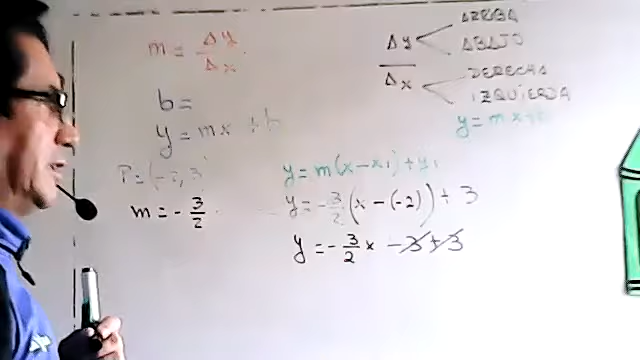 m = Δy / Δx
Δy / Δx
ARRIBA
ABAJO
DERECHA
IZQUIERDA
b =
y = mx + b
y = mx +
P = (-2, 3
m = - 3/2
y = m(x - x₁) + y₁
y = - 3/2 (x - (-2)) + 3
y = - 3/2 x - 3 + 3